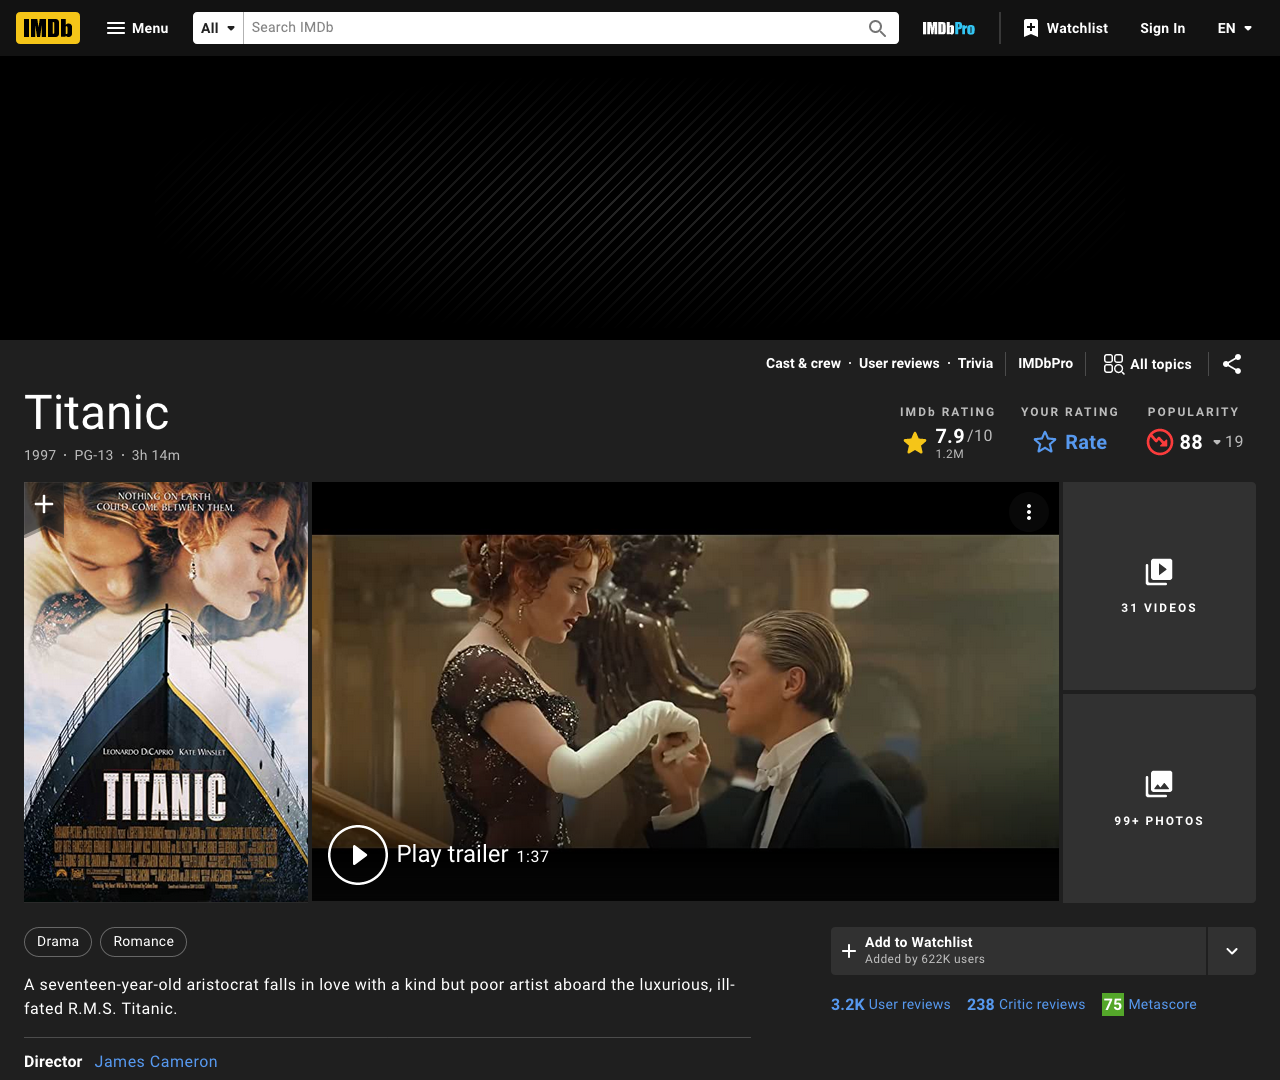 IMDb
Menu
All
Search IMDb
IMDbPro
Watchlist
Sign In
EN
Cast & crew · User reviews · Trivia
IMDbPro
All topics
Titanic
1997 · PG-13 · 3h 14m
IMDb RATING
7.9/10
1.2M
YOUR RATING
Rate
POPULARITY
88
19
NOTHING ON EARTH
COULD COME BETWEEN THEM.
LEONARDO DICAPRIO KATE WINSLET
TITANIC
Play trailer 1:37
31 VIDEOS
99+ PHOTOS
Drama
Romance
A seventeen-year-old aristocrat falls in love with a kind but poor artist aboard the luxurious, ill-
fated R.M.S. Titanic.
Director James Cameron
Add to Watchlist
Added by 622K users
3.2K User reviews
238 Critic reviews
75 Metascore